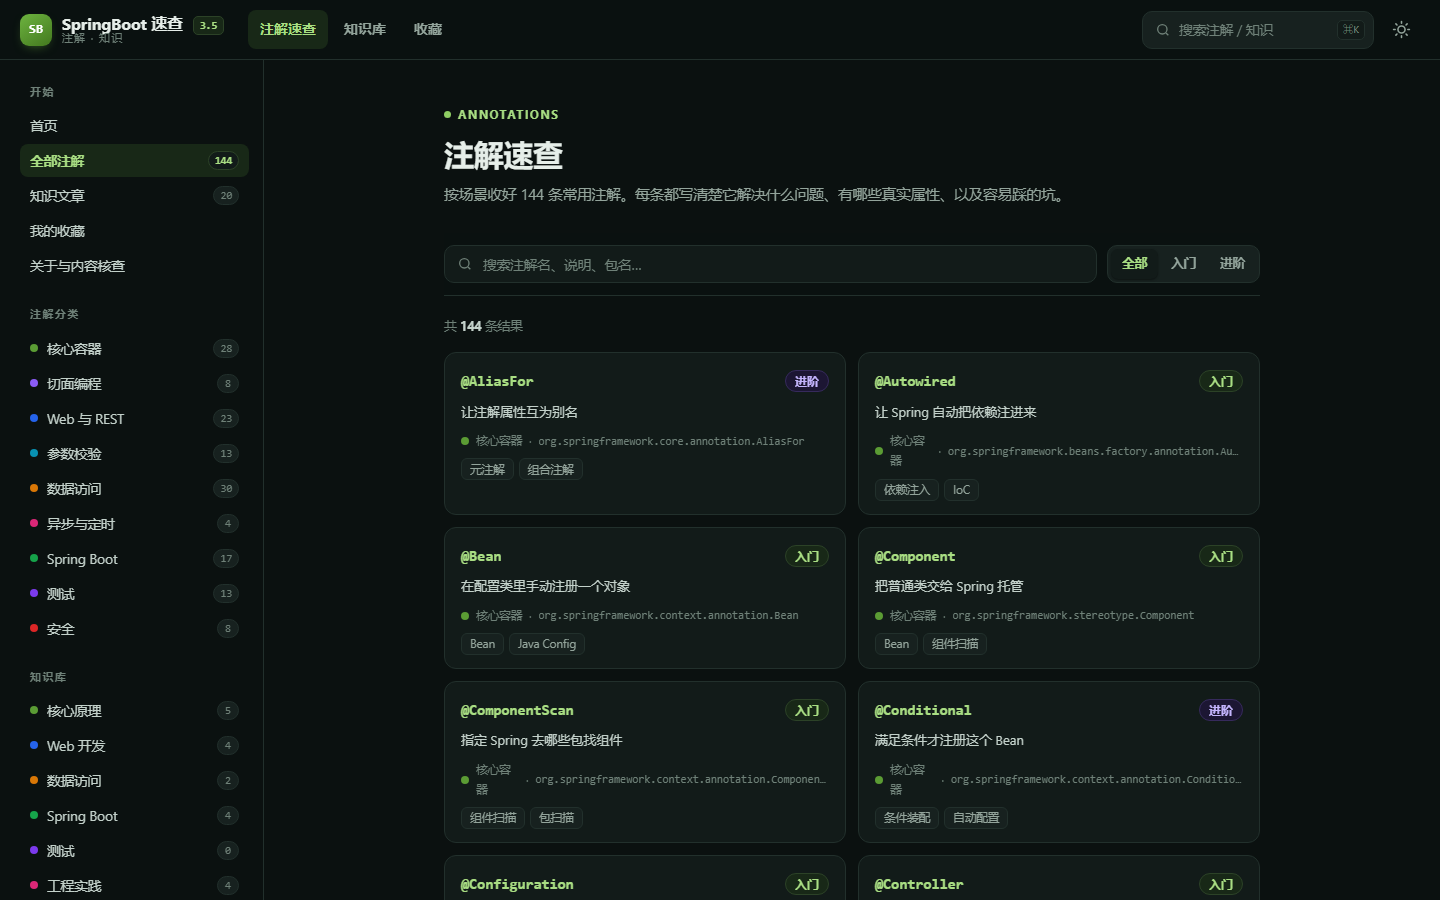 SB
SpringBoot 速查
3.5
注解 · 知识
注解速查
知识库
收藏
搜索注解 / 知识
⌘K
开始
首页
全部注解 144
知识文章 20
我的收藏
关于与内容核查
注解分类
核心容器 28
切面编程 8
Web 与 REST 23
参数校验 13
数据访问 30
异步与定时 4
Spring Boot 17
测试 13
安全 8
知识库
核心原理 5
Web 开发 4
数据访问 2
Spring Boot 4
测试 0
工程实践 4
ANNOTATIONS
注解速查
按场景收好 144 条常用注解。每条都写清楚它解决什么问题、有哪些真实属性、以及容易踩的坑。
搜索注解名、说明、包名...
全部 入门 进阶
共 144 条结果
@AliasFor 进阶
让注解属性互为别名
核心容器 · org.springframework.core.annotation.AliasFor
元注解 组合注解
@Autowired 入门
让 Spring 自动把依赖注进来
核心容器 · org.springframework.beans.factory.annotation.Au…
依赖注入 IoC
@Bean 入门
在配置类里手动注册一个对象
核心容器 · org.springframework.context.annotation.Bean
Bean Java Config
@Component 入门
把普通类交给 Spring 托管
核心容器 · org.springframework.stereotype.Component
Bean 组件扫描
@ComponentScan 入门
指定 Spring 去哪些包找组件
核心容器 · org.springframework.context.annotation.Componen…
组件扫描 包扫描
@Conditional 进阶
满足条件才注册这个 Bean
核心容器 · org.springframework.context.annotation.Conditio…
条件装配 自动配置
@Configuration 入门
@Controller 入门